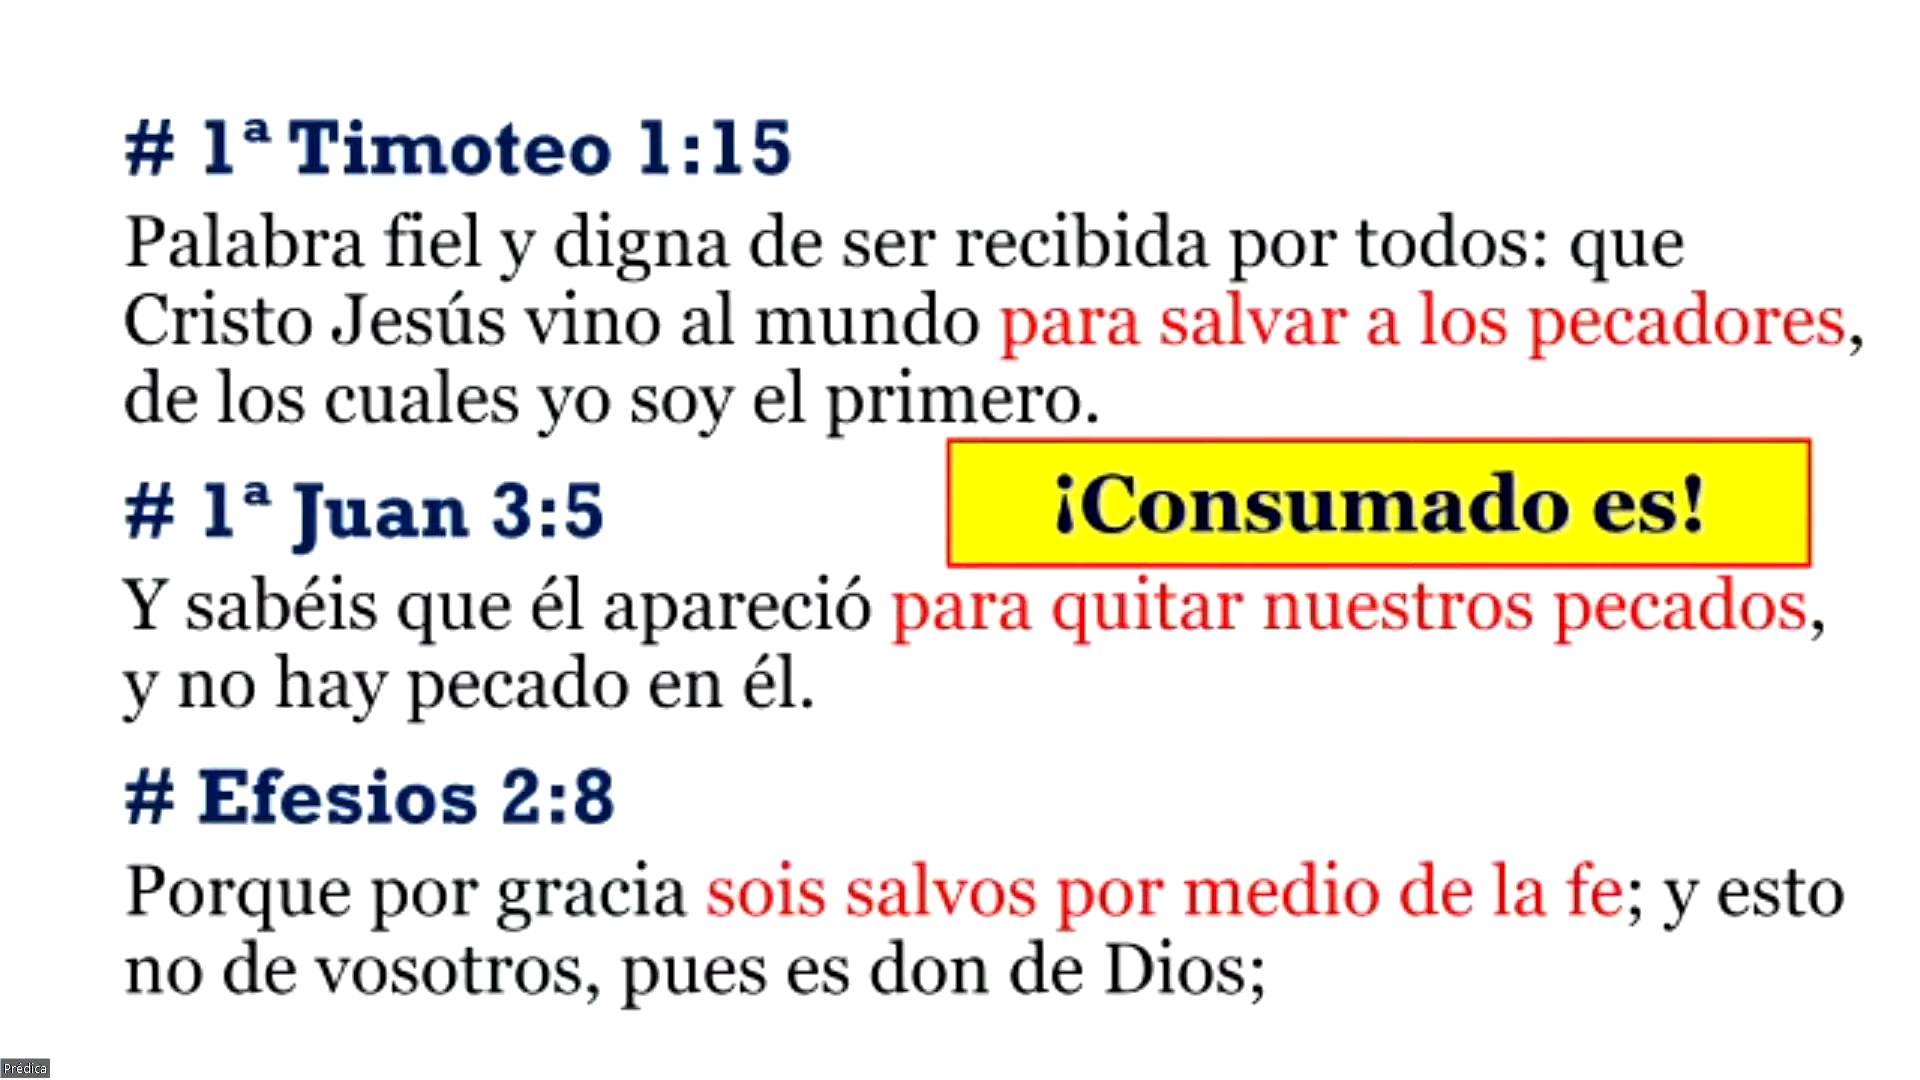 # 1ª Timoteo 1:15
Palabra fiel y digna de ser recibida por todos: que
Cristo Jesús vino al mundo para salvar a los pecadores,
de los cuales yo soy el primero.
¡Consumado es!
# 1ª Juan 3:5
Y sabéis que él apareció para quitar nuestros pecados,
y no hay pecado en él.
# Efesios 2:8
Porque por gracia sois salvos por medio de la fe; y esto
no de vosotros, pues es don de Dios;
Prédica